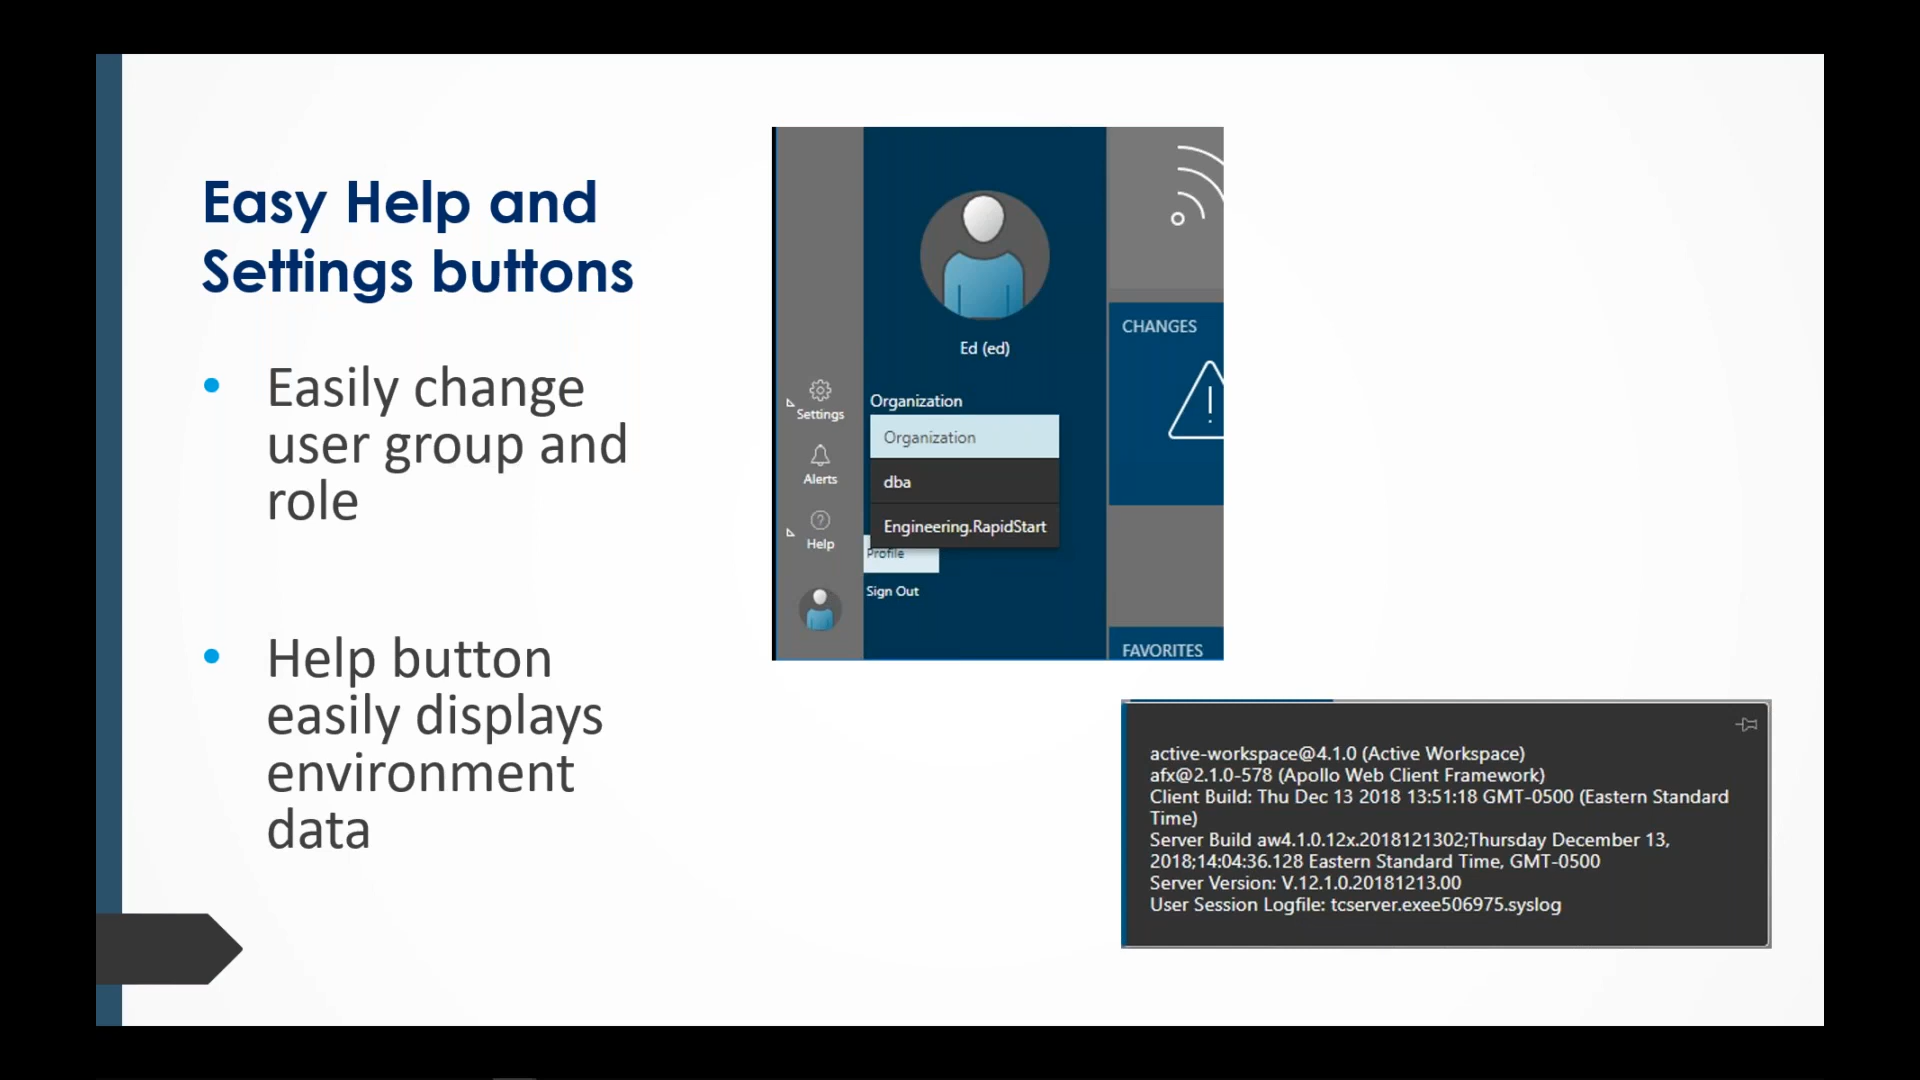 Easy Help and
Settings buttons
• Easily change
user group and
role
• Help button
easily displays
environment
data
Ed (ed)
Organization
Organization
dba
Engineering.RapidStart
Profile
Sign Out
Settings
Alerts
? Help
CHANGES
FAVORITES
active-workspace@4.1.0 (Active Workspace)
afx@2.1.0-578 (Apollo Web Client Framework)
Client Build: Thu Dec 13 2018 13:51:18 GMT-0500 (Eastern Standard
Time)
Server Build aw4.1.0.12x.2018121302;Thursday December 13,
2018;14:04:36.128 Eastern Standard Time, GMT-0500
Server Version: V.12.1.0.20181213.00
User Session Logfile: tcserver.exee506975.syslog